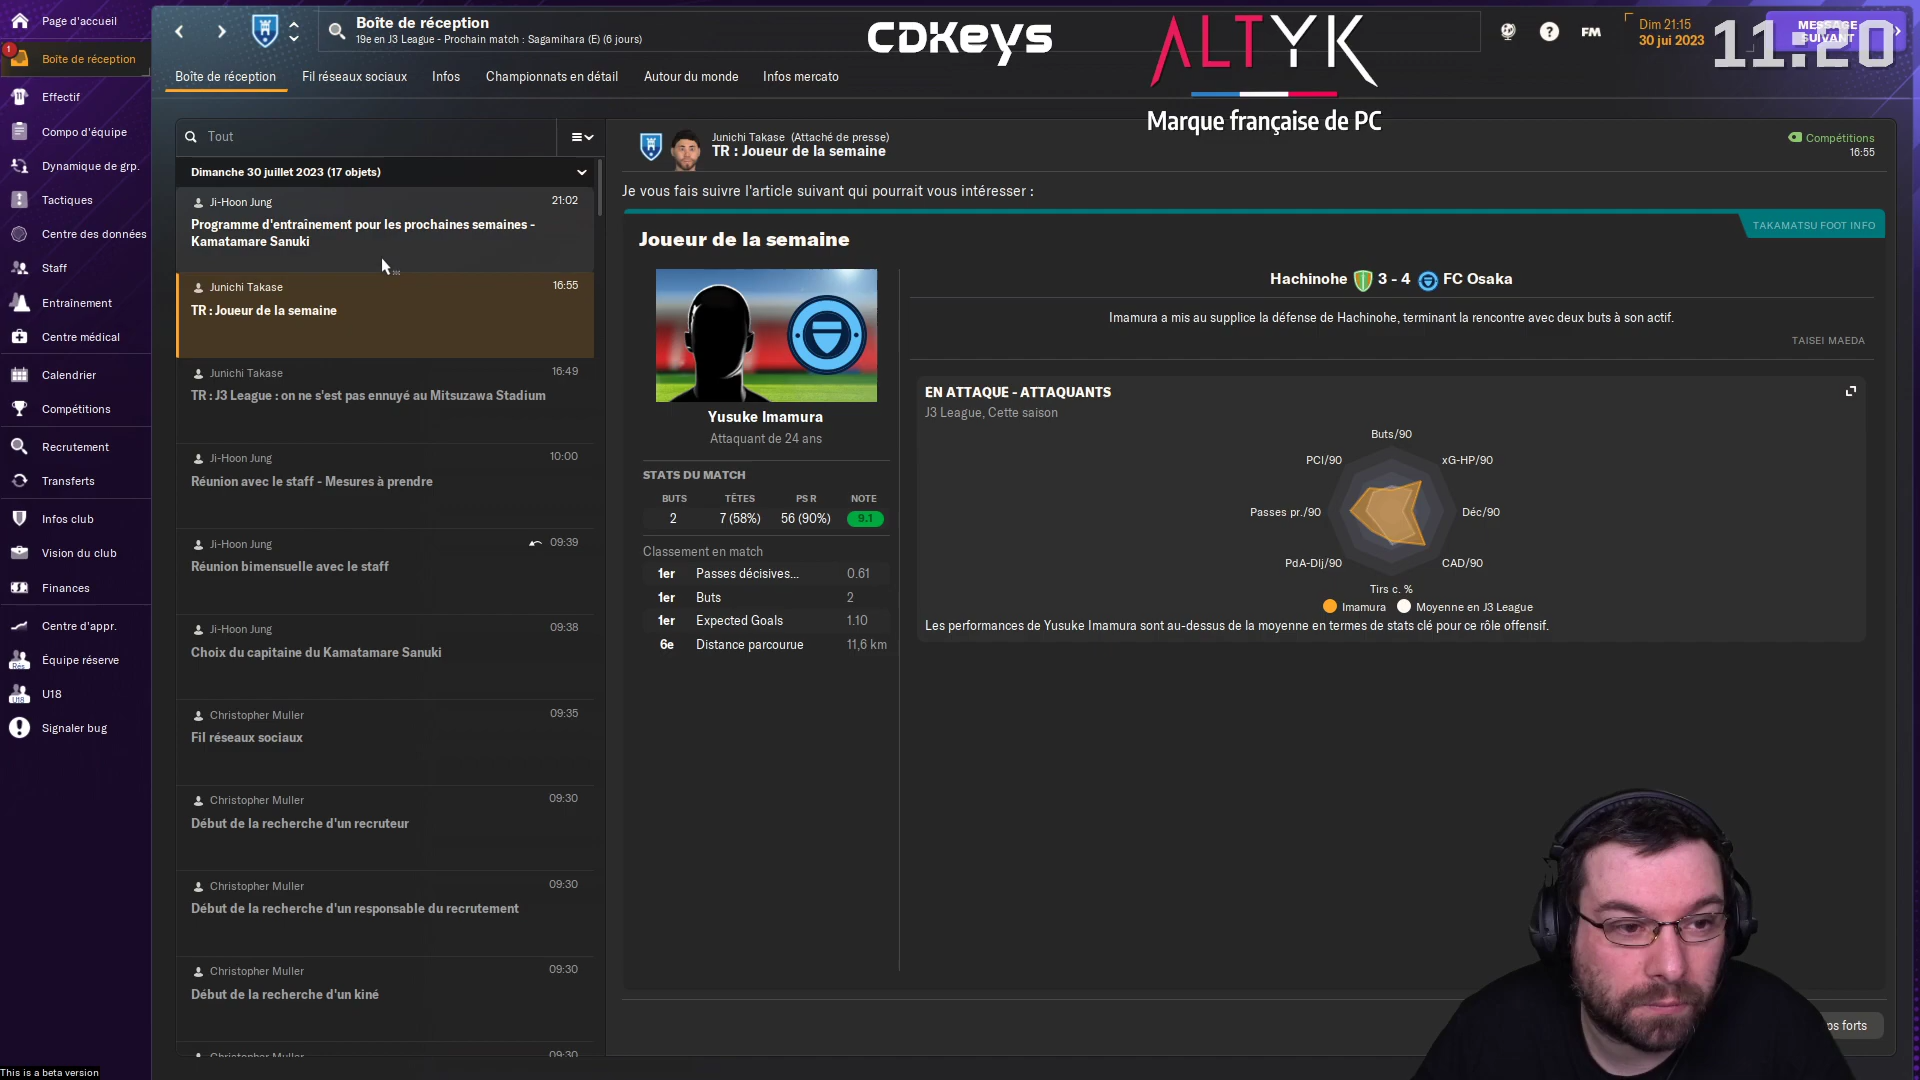 Page d'accueil
1
Boîte de réception
Effectif
Compo d'équipe
Dynamique de grp.
Tactiques
Centre des données
Staff
Entraînement
Centre médical
Calendrier
Compétitions
Recrutement
Transferts
Infos club
Vision du club
Finances
Centre d'appr.
Équipe réserve
U18
Signaler bug
This is a beta version
Boîte de réception
19e en J3 League - Prochain match : Sagamihara (E) (6 jours)
CDKeys
ALTYK
Marque française de PC
FM
Dim 21:15
30 jui 2023
MESSAGE
SUIVANT
11:20
Boîte de réception
Fil réseaux sociaux
Infos
Championnats en détail
Autour du monde
Infos mercato
Tout
Dimanche 30 juillet 2023 (17 objets)
Ji-Hoon Jung 21:02
Programme d'entraînement pour les prochaines semaines -
Kamatamare Sanuki
Junichi Takase 16:55
TR : Joueur de la semaine
Junichi Takase 16:49
TR : J3 League : on ne s'est pas ennuyé au Mitsuzawa Stadium
Ji-Hoon Jung 10:00
Réunion avec le staff - Mesures à prendre
Ji-Hoon Jung 09:39
Réunion bimensuelle avec le staff
Ji-Hoon Jung 09:38
Choix du capitaine du Kamatamare Sanuki
Christopher Muller 09:35
Fil réseaux sociaux
Christopher Muller 09:30
Début de la recherche d'un recruteur
Christopher Muller 09:30
Début de la recherche d'un responsable du recrutement
Christopher Muller 09:30
Début de la recherche d'un kiné
Christopher Muller 09:30
Junichi Takase (Attaché de presse)
TR : Joueur de la semaine
Compétitions
16:55
Je vous fais suivre l'article suivant qui pourrait vous intéresser :
TAKAMATSU FOOT INFO
Joueur de la semaine
Yusuke Imamura
Attaquant de 24 ans
STATS DU MATCH
BUTS TÊTES PS R NOTE
2 7 (58%) 56 (90%) 9.1
Classement en match
1er Passes décisives... 0.61
1er Buts 2
1er Expected Goals 1.10
6e Distance parcourue 11,6 km
Hachinohe 3 - 4 FC Osaka
Imamura a mis au supplice la défense de Hachinohe, terminant la rencontre avec deux buts à son actif.
TAISEI MAEDA
EN ATTAQUE - ATTAQUANTS
J3 League, Cette saison
Buts/90
PCl/90 xG-HP/90
Passes pr./90 Déc/90
PdA-DIj/90 CAD/90
Tirs c. %
Imamura Moyenne en J3 League
Les performances de Yusuke Imamura sont au-dessus de la moyenne en termes de stats clé pour ce rôle offensif.
forts